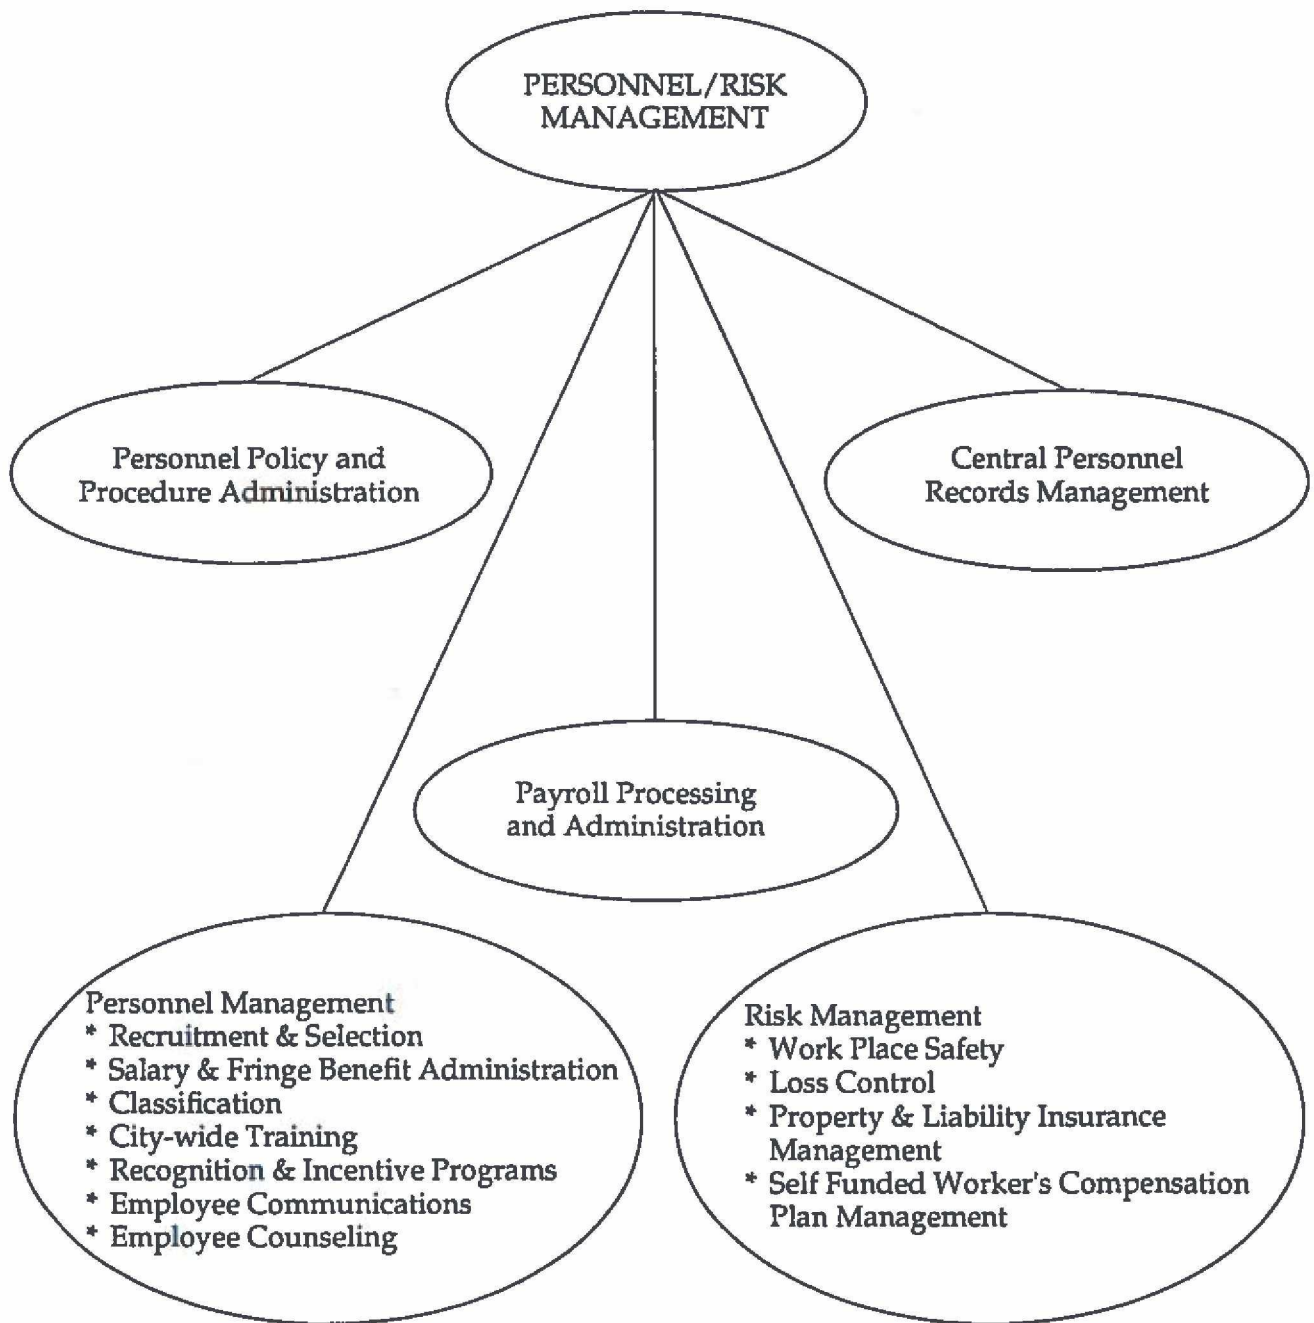 PERSONNEL/RISK
MANAGEMENT
Personnel Policy and
Procedure Administration
Central Personnel
Records Management
Payroll Processing
and Administration
Personnel Management
* Recruitment & Selection
* Salary & Fringe Benefit Administration
* Classification
* City-wide Training
* Recognition & Incentive Programs
* Employee Communications
* Employee Counseling
Risk Management
* Work Place Safety
* Loss Control
* Property & Liability Insurance
Management
* Self Funded Worker's Compensation
Plan Management